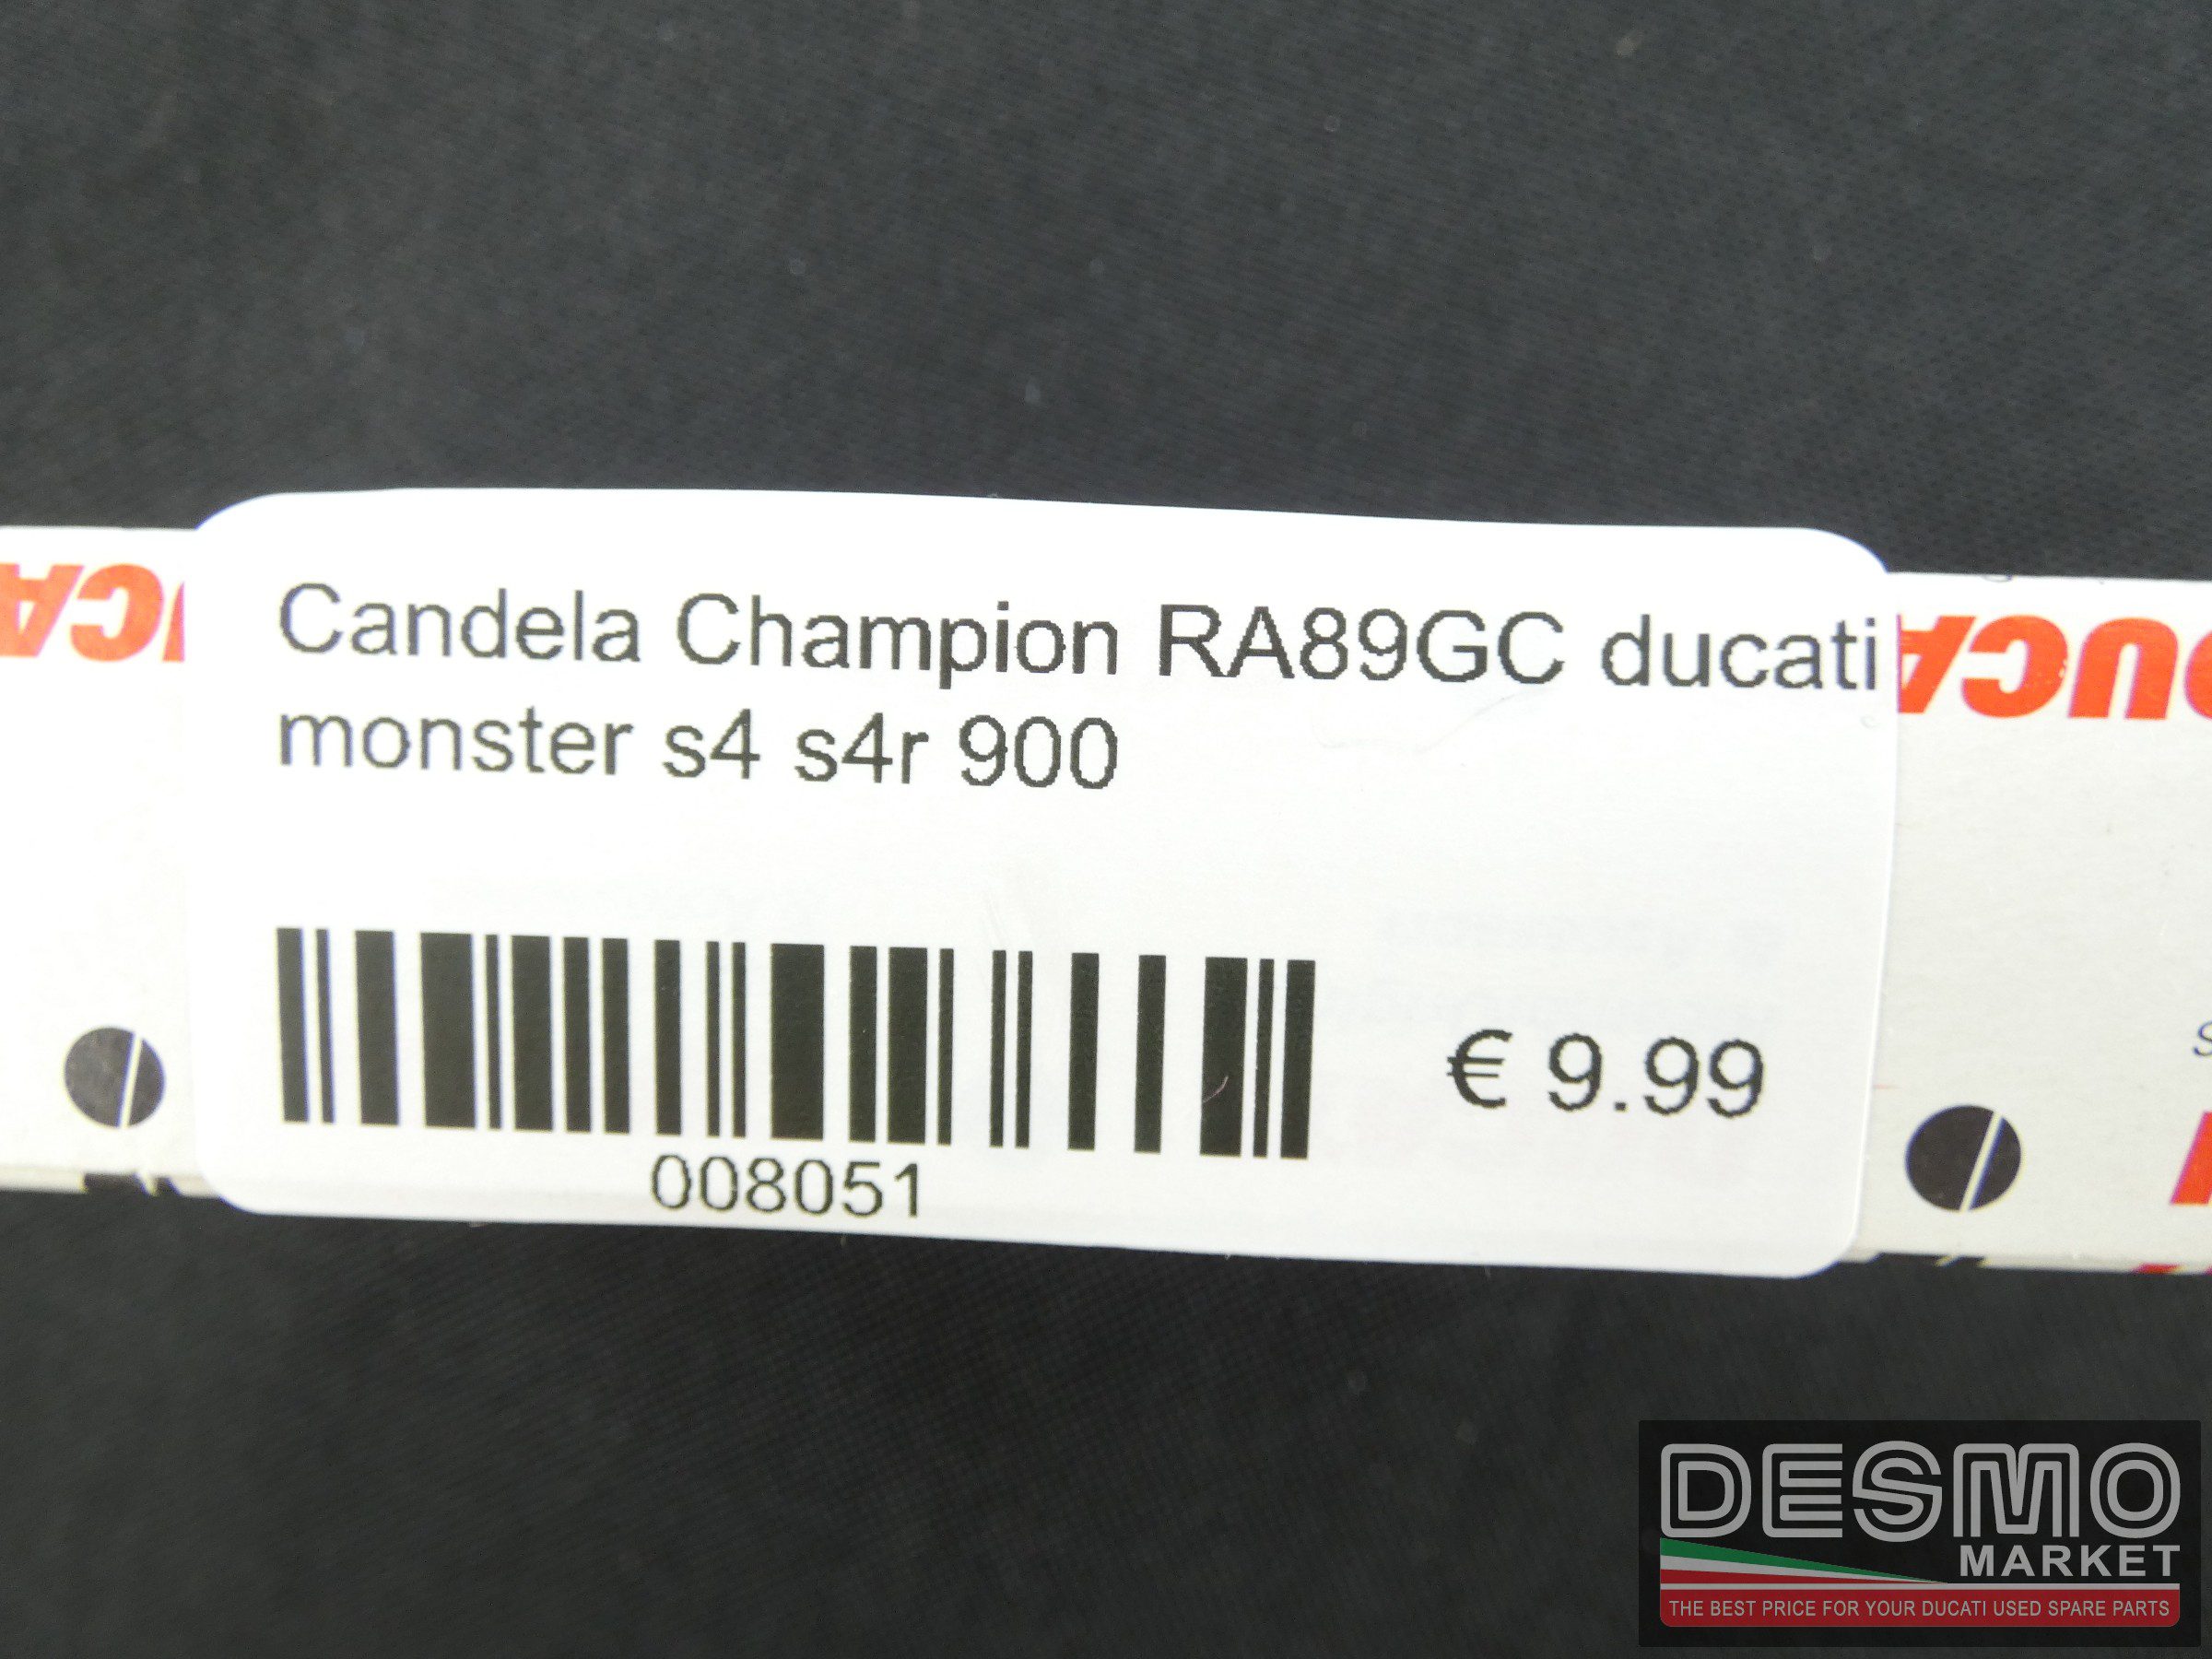 Candela Champion RA89GC ducati
monster s4 s4r 900
008051
€ 9.99
DESMO
MARKET
THE BEST PRICE FOR YOUR DUCATI USED SPARE PARTS